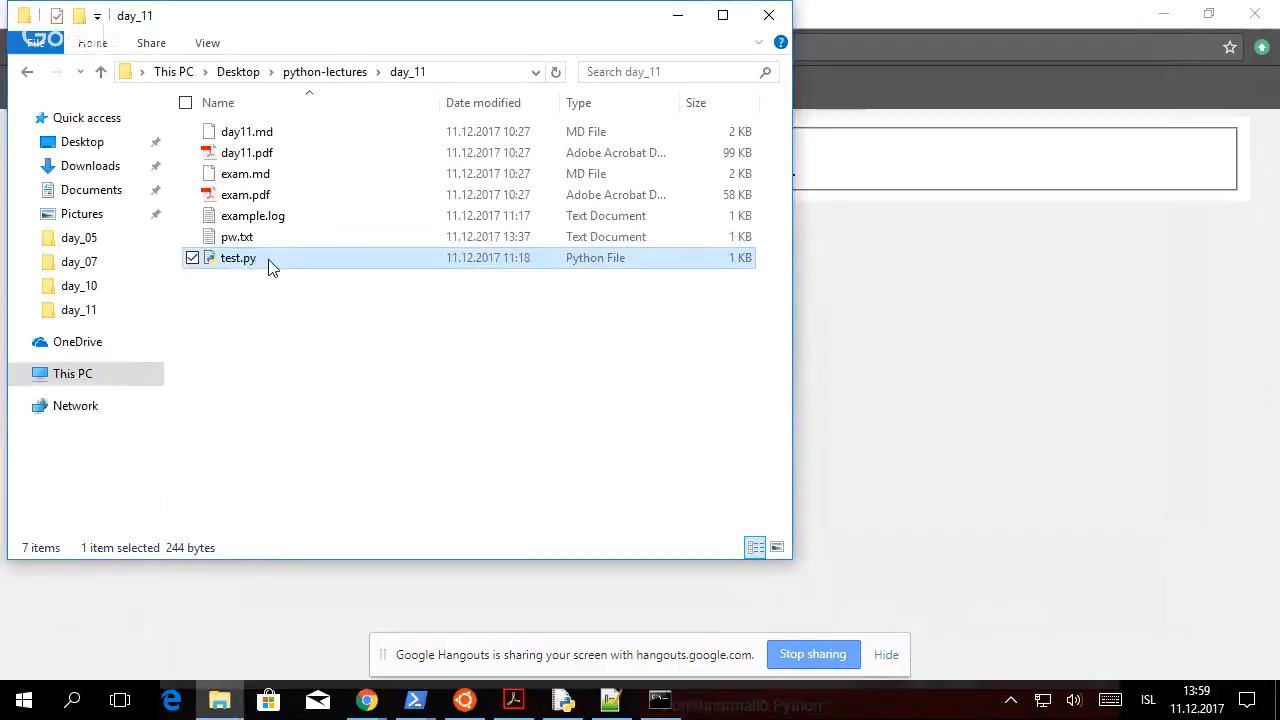 day_11
Go
File Home Share View
This PC Desktop python-lectures day_11 Search day_11
Name Date modified Type Size
Quick access
Desktop
Downloads
Documents
Pictures
day_05
day_07
day_10
day_11
OneDrive
This PC
Network
day11.md 11.12.2017 10:27 MD File 2 KB
day11.pdf 11.12.2017 10:27 Adobe Acrobat D... 99 KB
exam.md 11.12.2017 10:27 MD File 2 KB
exam.pdf 11.12.2017 10:27 Adobe Acrobat D... 58 KB
example.log 11.12.2017 11:17 Text Document 1 KB
pw.txt 11.12.2017 13:37 Text Document 1 KB
test.py 11.12.2017 11:18 Python File 1 KB
7 items 1 item selected 244 bytes
Google Hangouts is sharing your screen with hangouts.google.com. Stop sharing Hide
ISL 13:59
11.12.2017
Python